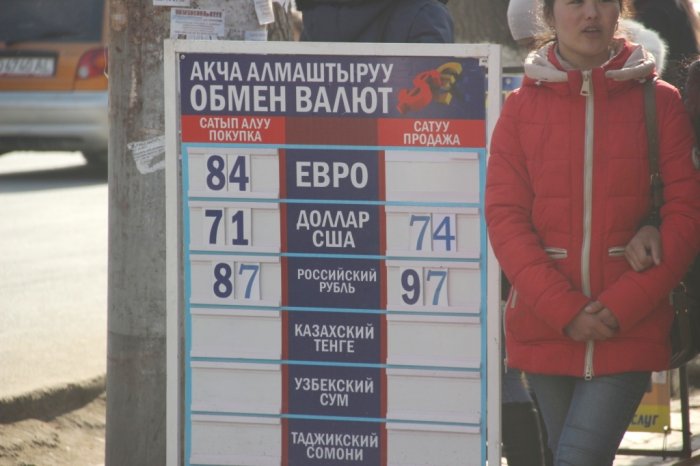 АКЧА АЛМАШТЫРУУ
ОБМЕН ВАЛЮТ
САТЫП АЛУУ
ПОКУПКА
САТУУ
ПРОДАЖА
84 ЕВРО
71 ДОЛЛАР США 74
87 РОССИЙСКИЙ РУБЛЬ 97
КАЗАХСКИЙ
ТЕНГЕ
УЗБЕКСКИЙ
СУМ
ТАДЖИКСКИЙ
СОМОНИ